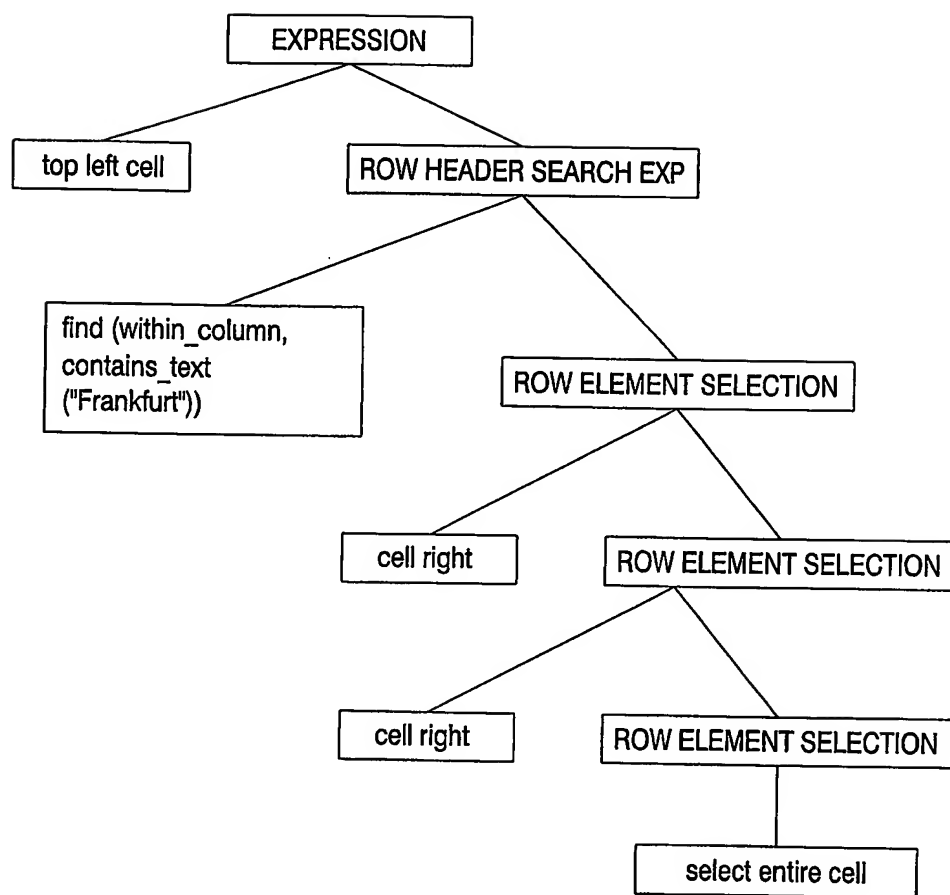 EXPRESSION
top left cell
ROW HEADER SEARCH EXP
find (within_column,
contains_text
("Frankfurt"))
ROW ELEMENT SELECTION
cell right
ROW ELEMENT SELECTION
cell right
ROW ELEMENT SELECTION
select entire cell